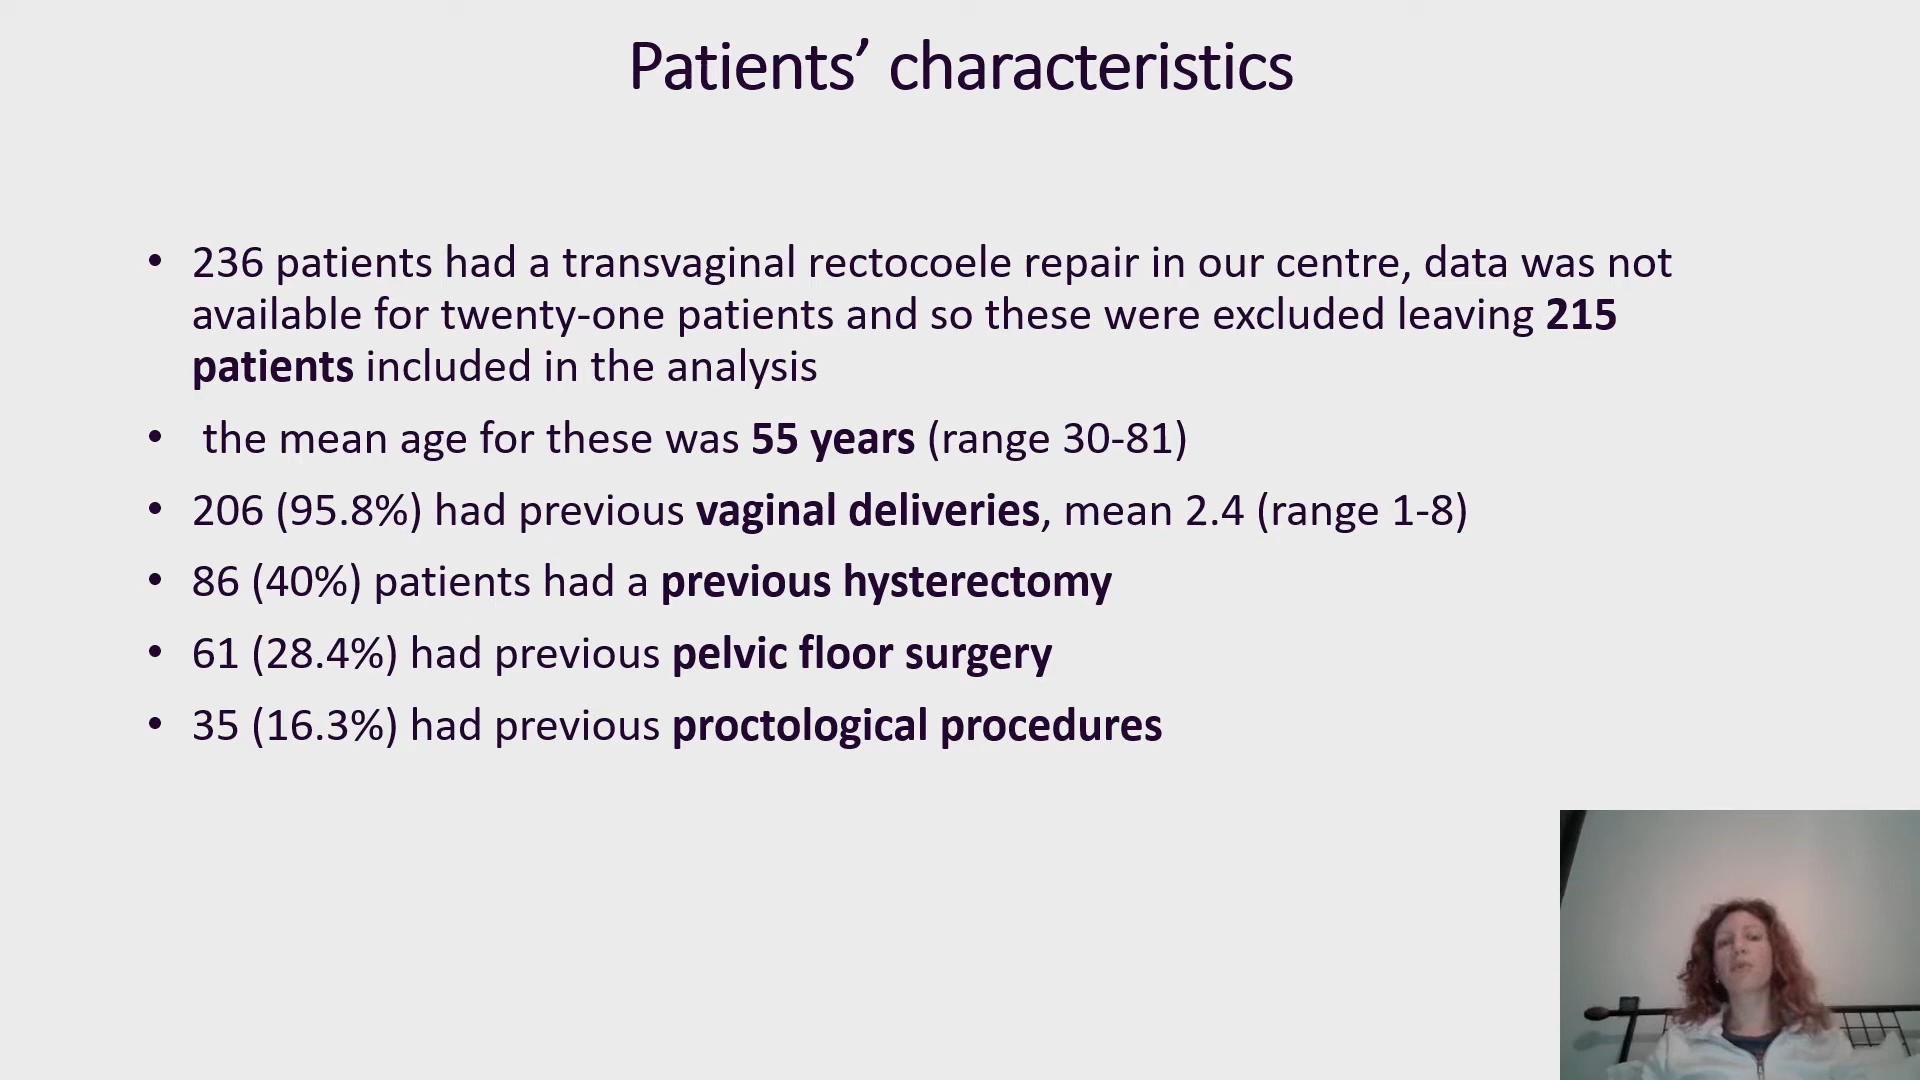 Patients’ characteristics
• 236 patients had a transvaginal rectocoele repair in our centre, data was not
available for twenty-one patients and so these were excluded leaving 215
patients included in the analysis
• the mean age for these was 55 years (range 30-81)
• 206 (95.8%) had previous vaginal deliveries, mean 2.4 (range 1-8)
• 86 (40%) patients had a previous hysterectomy
• 61 (28.4%) had previous pelvic floor surgery
• 35 (16.3%) had previous proctological procedures